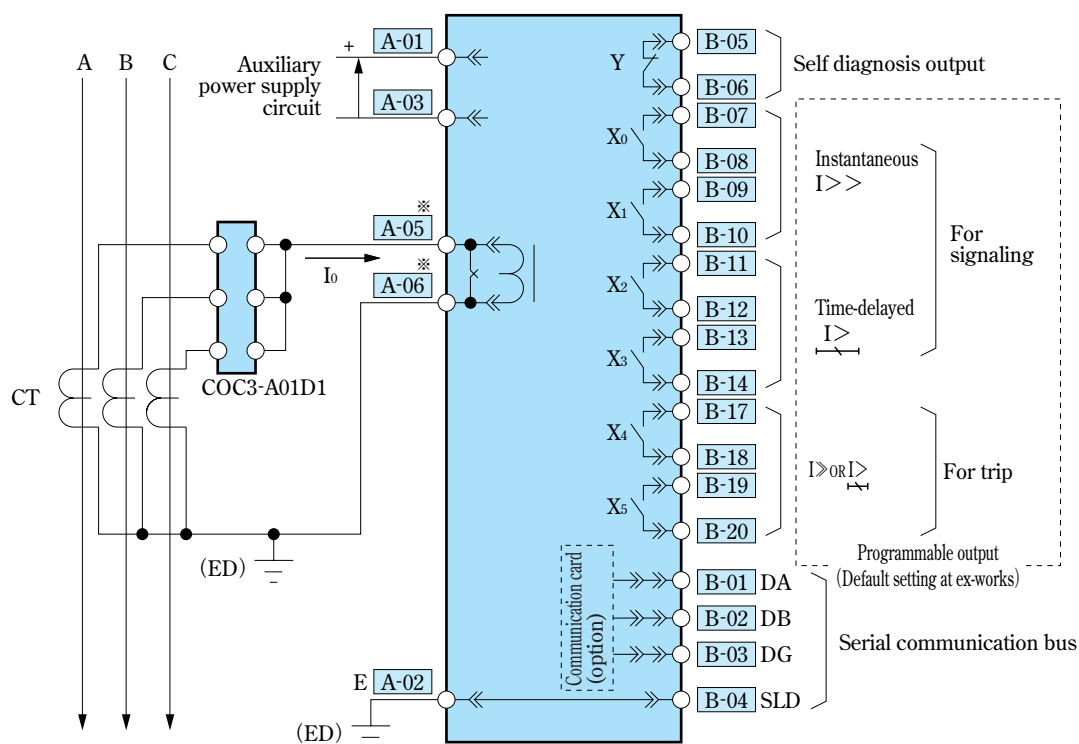 A B C
Auxiliary
power supply
circuit
+
A-01
A-03
※
A-05
I0
※
A-06
COC3-A01D1
CT
(ED)
E A-02
(ED)
Y
X0
X1
X2
X3
X4
X5
Communication card
(option)
B-05
B-06
Self diagnosis output
B-07
B-08
B-09
B-10
B-11
B-12
B-13
B-14
B-17
B-18
B-19
B-20
Instantaneous
I>>
For
signaling
Time-delayed
I>
I≫ OR I>
For trip
Programmable output
(Default setting at ex-works)
B-01 DA
B-02 DB
B-03 DG
B-04 SLD
Serial communication bus